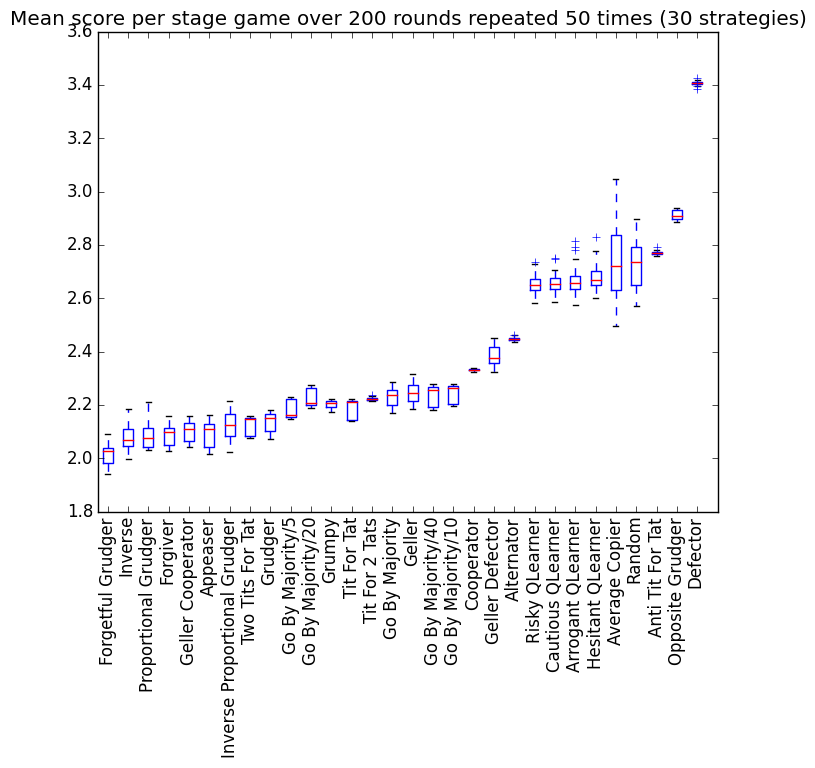 Mean score per stage game over 200 rounds repeated 50 times (30 strategies)
3.6
3.4
3.2
3.0
2.8
2.6
2.4
2.2
2.0
1.8
Forgetful Grudger
Inverse
Proportional Grudger
Forgiver
Geller Cooperator
Appeaser
Inverse Proportional Grudger
Two Tits For Tat
Grudger
Go By Majority/5
Go By Majority/20
Grumpy
Tit For Tat
Tit For 2 Tats
Go By Majority
Geller
Go By Majority/40
Go By Majority/10
Cooperator
Geller Defector
Alternator
Risky QLearner
Cautious QLearner
Arrogant QLearner
Hesitant QLearner
Average Copier
Random
Anti Tit For Tat
Opposite Grudger
Defector